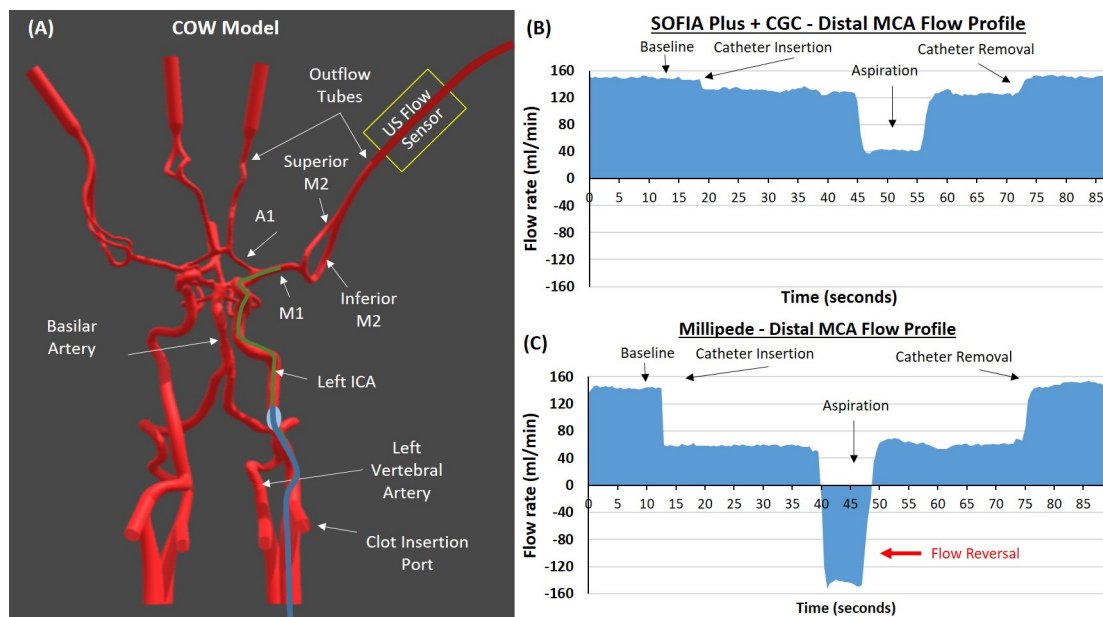 (A)
COW Model
Outflow
Tubes
US Flow
Sensor
Superior
M2
A1
M1
Inferior
M2
Basilar
Artery
Left ICA
Left
Vertebral
Artery
Clot Insertion
Port
(B)
SOFIA Plus + CGC - Distal MCA Flow Profile
Baseline
Catheter Insertion
Catheter Removal
Aspiration
Flow rate (ml/min)
160
120
80
40
0
-40
-80
-120
-160
0 5 10 15 20 25 30 35 40 45 50 55 60 65 70 75 80 85
Time (seconds)
(C)
Millipede - Distal MCA Flow Profile
Baseline
Catheter Insertion
Catheter Removal
Aspiration
Flow rate (ml/min)
160
120
80
40
0
-40
-80
-120
-160
0 5 10 15 20 25 30 35 40 45 50 55 60 65 70 75 80 85
Flow Reversal
Time (seconds)